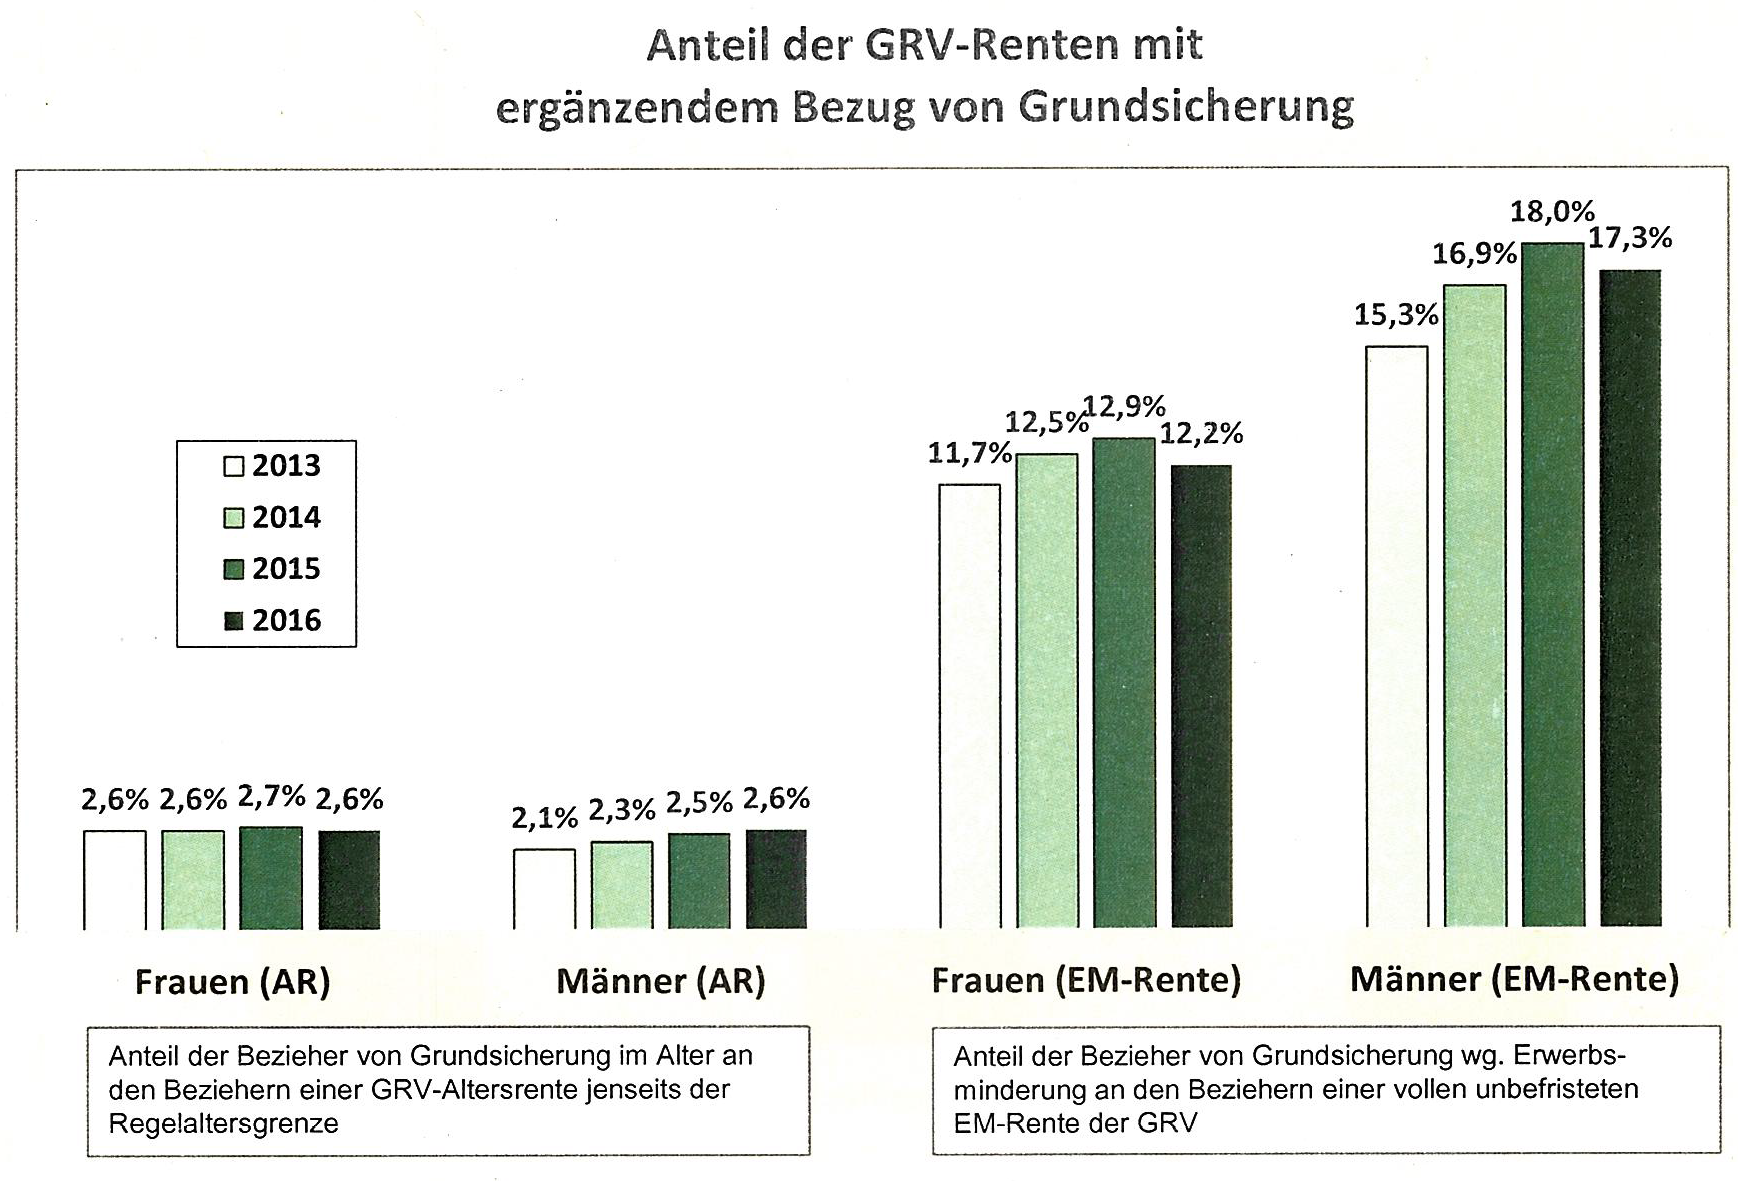 Anteil der GRV-Renten mit
ergänzendem Bezug von Grundsicherung
18,0%
17,3%
16,9%
15,3%
12,9%
12,5%
12,2%
11,7%
2013
2014
2015
2016
2,6% 2,6% 2,7% 2,6%
2,1% 2,3% 2,5% 2,6%
Frauen (AR) Männer (AR) Frauen (EM-Rente) Männer (EM-Rente)
Anteil der Bezieher von Grundsicherung im Alter an
den Beziehern einer GRV-Altersrente jenseits der
Regelaltersgrenze
Anteil der Bezieher von Grundsicherung wg. Erwerbs-
minderung an den Beziehern einer vollen unbefristeten
EM-Rente der GRV